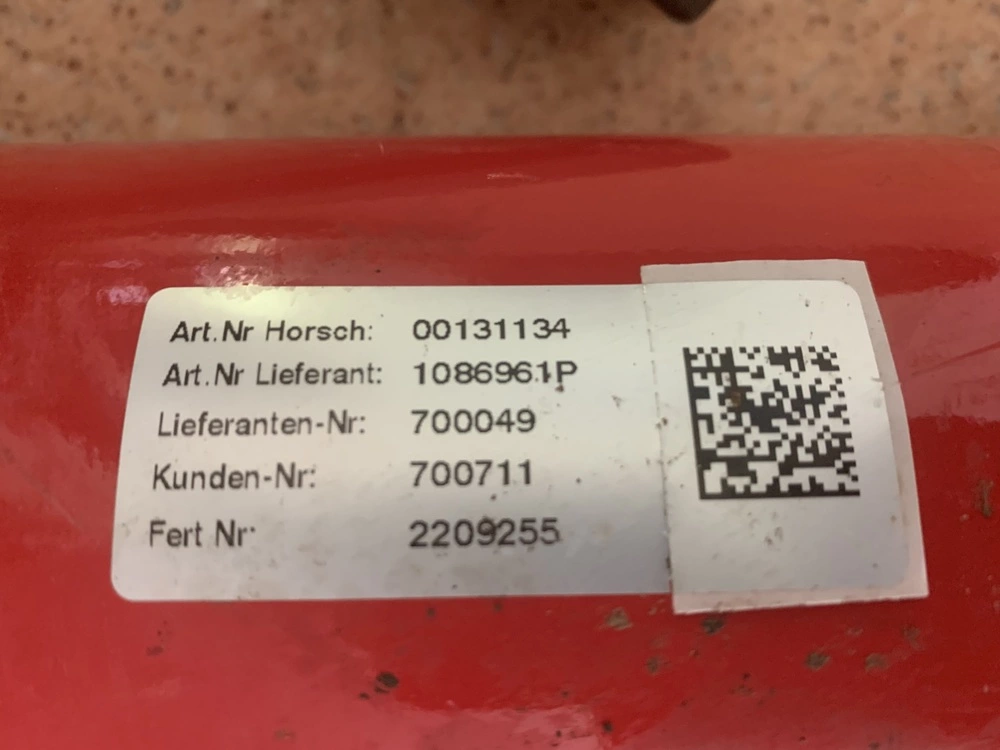 Art.Nr Horsch: 00131134
Art.Nr Lieferant: 1086961P
Lieferanten-Nr: 700049
Kunden-Nr: 700711
Fert Nr: 2209255